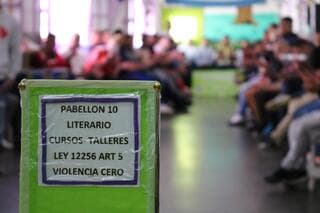 PABELLON 10
LITERARIO
CURSOS TALLERES
LEY 12256 ART 5
VIOLENCIA CERO